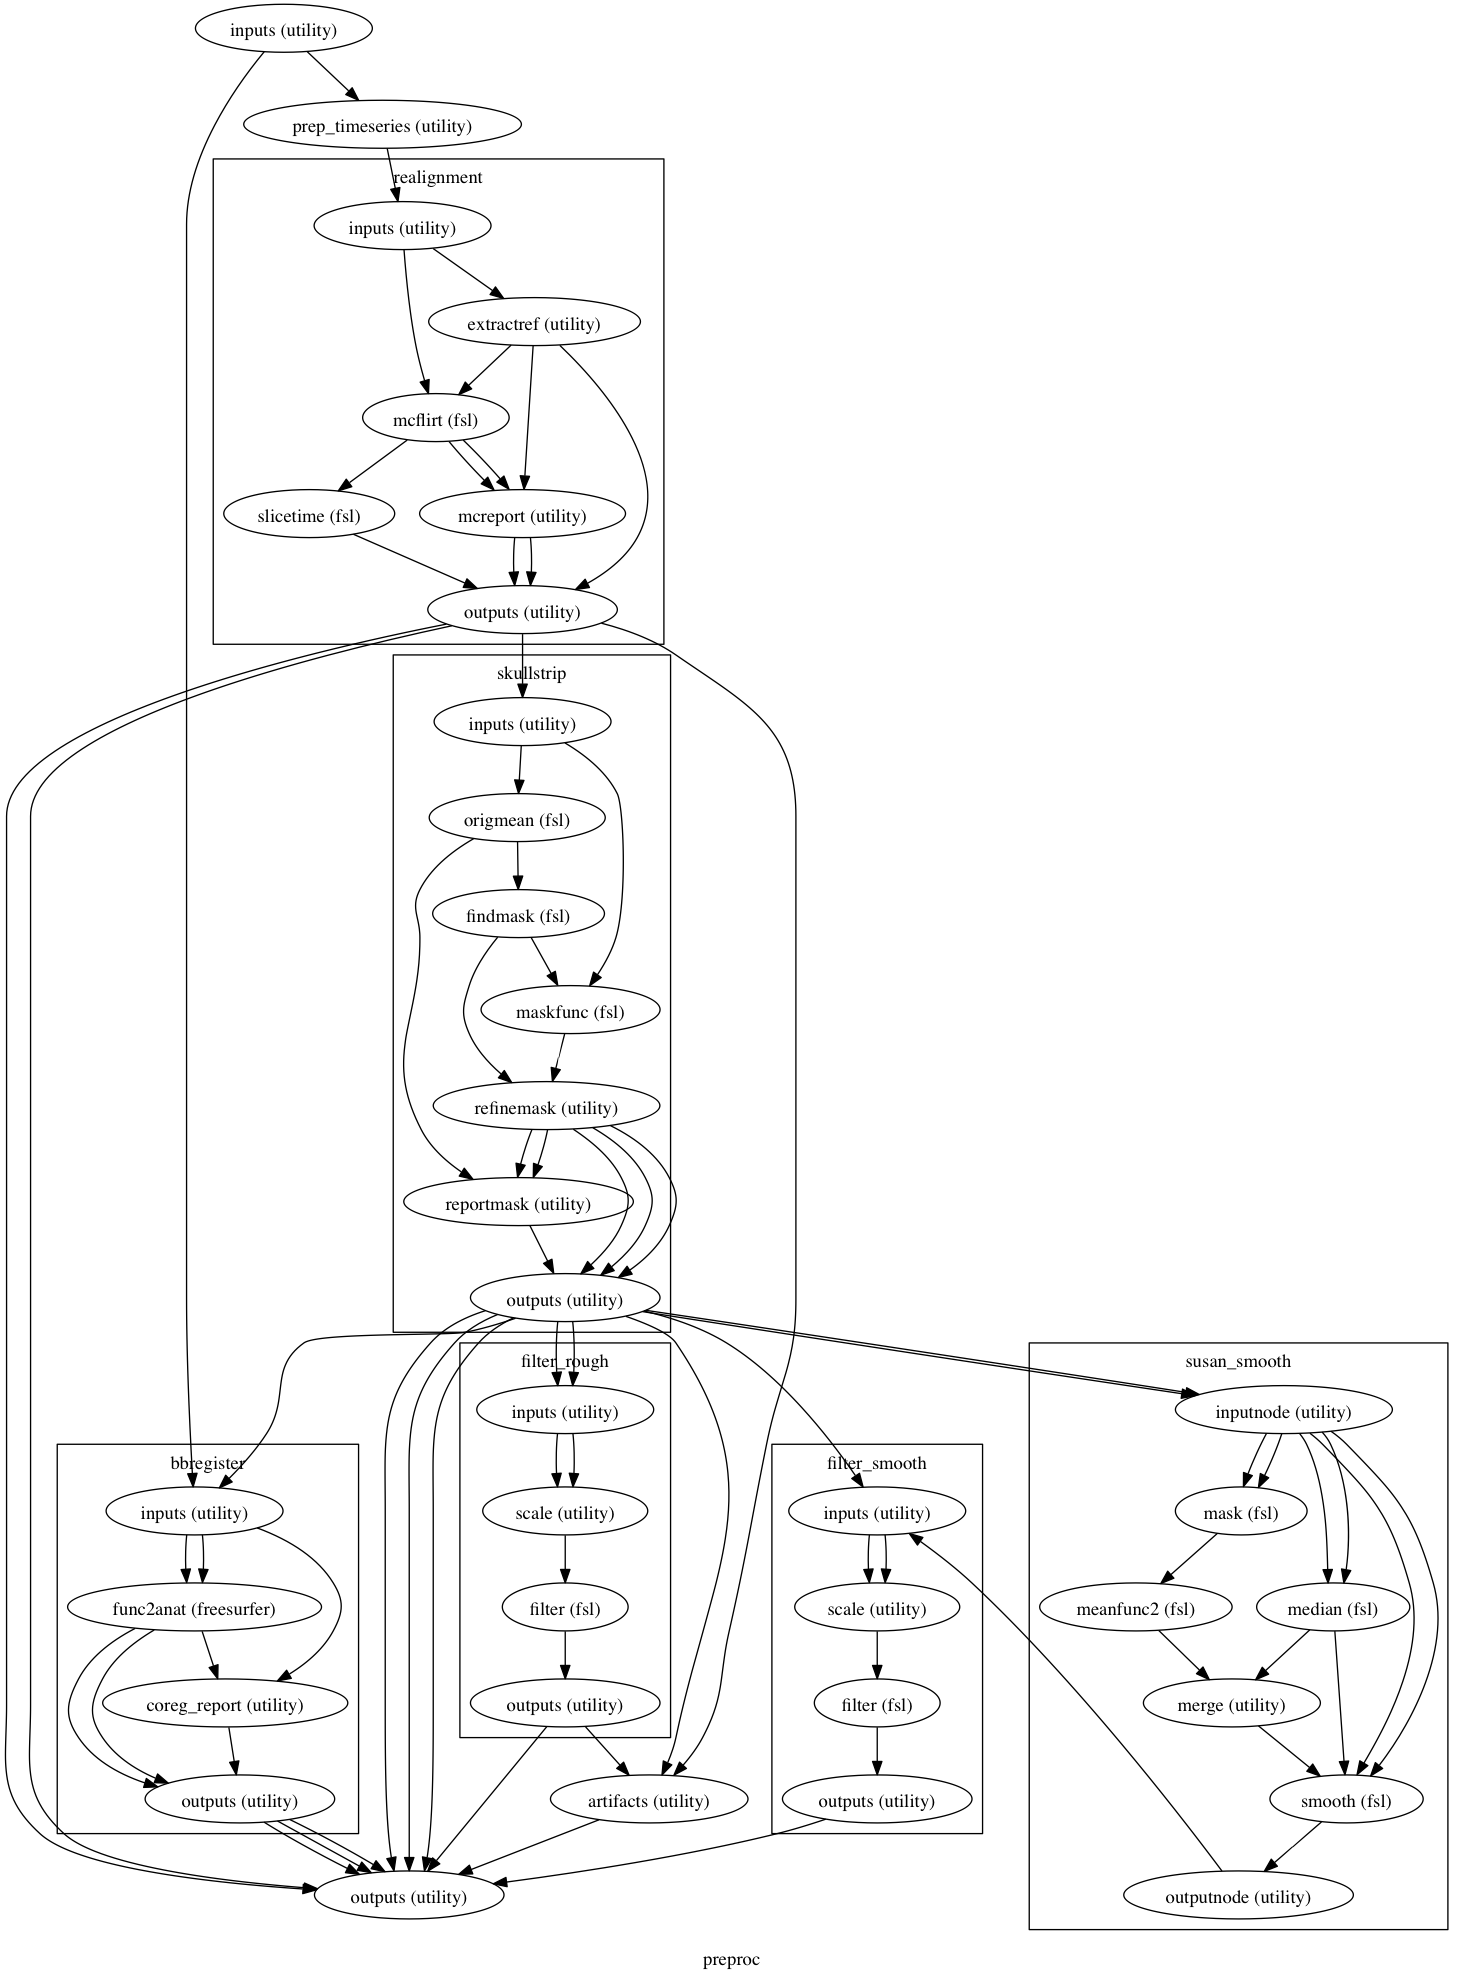 inputs (utility)
prep_timeseries (utility)
realignment
inputs (utility)
extractref (utility)
mcflirt (fsl)
slicetime (fsl)
mcreport (utility)
outputs (utility)
skullstrip
inputs (utility)
origmean (fsl)
findmask (fsl)
maskfunc (fsl)
refinemask (utility)
reportmask (utility)
outputs (utility)
filter_rough
inputs (utility)
scale (utility)
filter (fsl)
outputs (utility)
artifacts (utility)
bbregister
inputs (utility)
func2anat (freesurfer)
coreg_report (utility)
outputs (utility)
filter_smooth
inputs (utility)
scale (utility)
filter (fsl)
outputs (utility)
susan_smooth
inputnode (utility)
mask (fsl)
meanfunc2 (fsl)
median (fsl)
merge (utility)
smooth (fsl)
outputnode (utility)
outputs (utility)
preproc